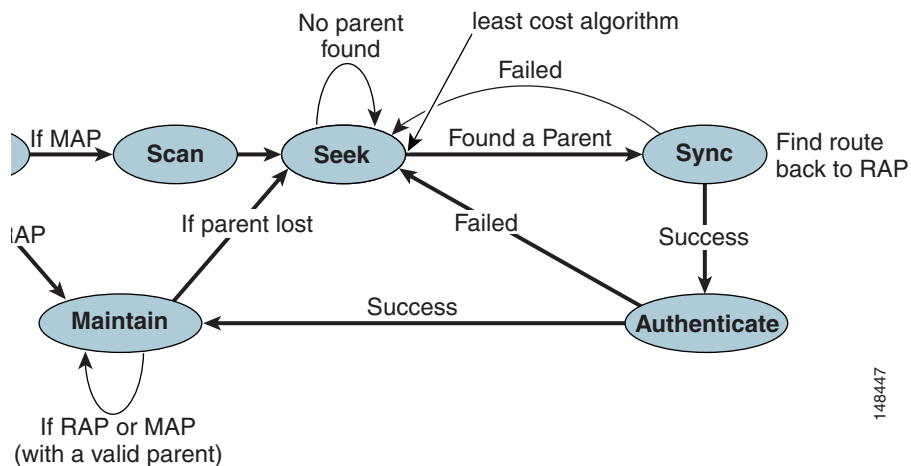 No parent
found
least cost algorithm
Failed
If MAP
Scan
Seek
Found a Parent
Sync
Find route
back to RAP
If parent lost
Failed
Success
RAP
Maintain
Success
Authenticate
If RAP or MAP
(with a valid parent)
148447